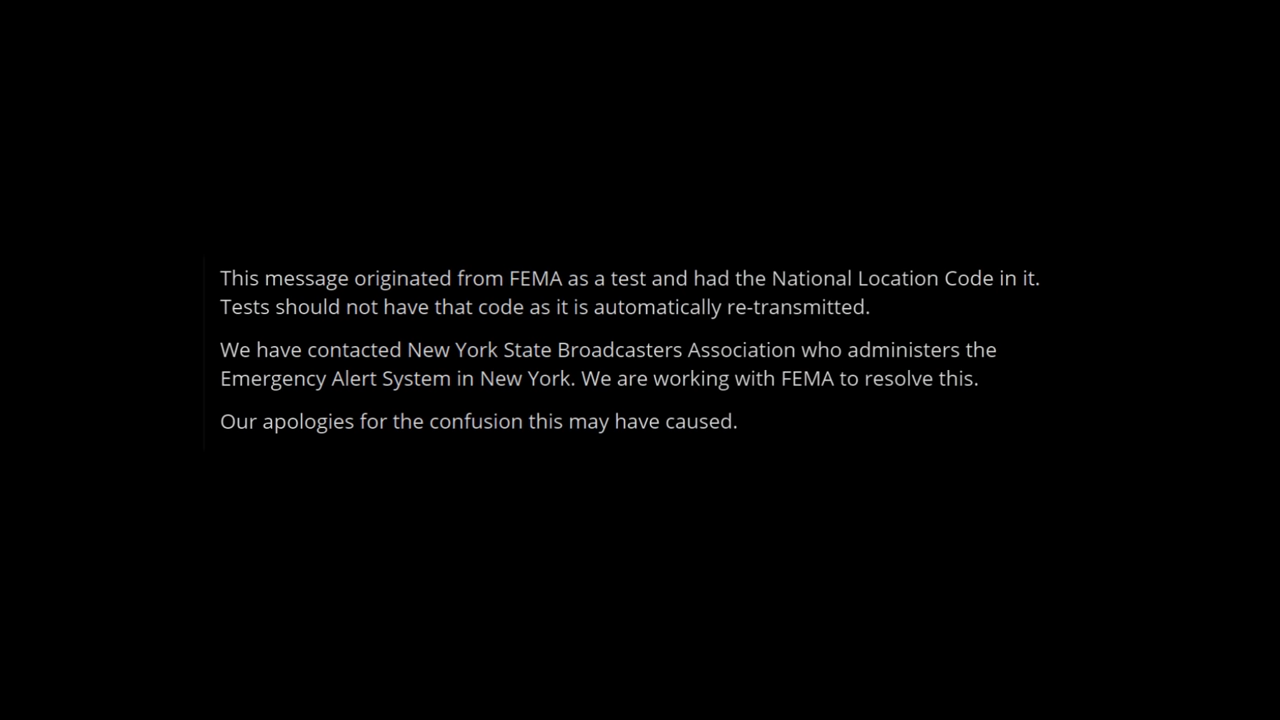 This message originated from FEMA as a test and had the National Location Code in it.
Tests should not have that code as it is automatically re-transmitted.
We have contacted New York State Broadcasters Association who administers the
Emergency Alert System in New York. We are working with FEMA to resolve this.
Our apologies for the confusion this may have caused.